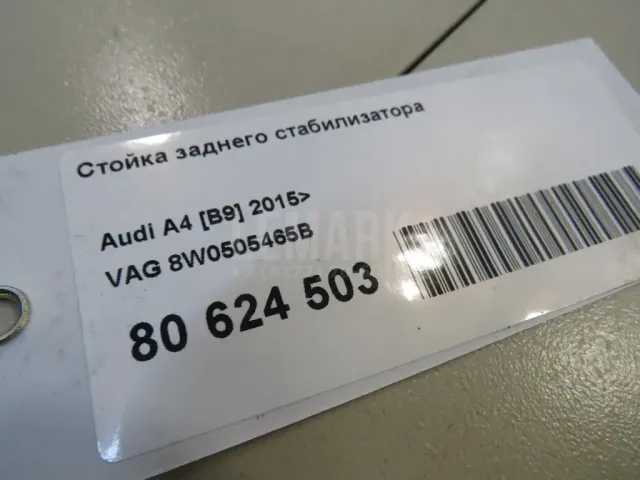 Стойка заднего стабилизатора
Audi A4 [B9] 2015>
VAG 8W0505465B
80 624 503